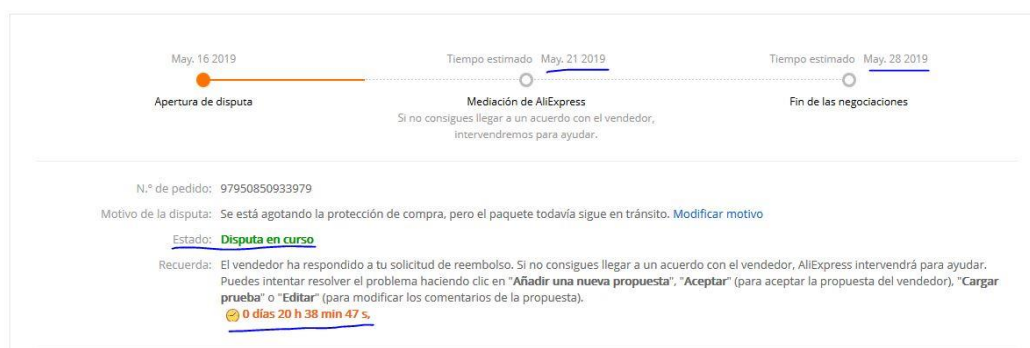 May. 16 2019
Tiempo estimado May. 21 2019
Tiempo estimado May. 28 2019
Apertura de disputa
Mediación de AliExpress
Fin de las negociaciones
Si no consigues llegar a un acuerdo con el vendedor,
intervendremos para ayudar.
N.º de pedido: 97950850933979
Motivo de la disputa: Se está agotando la protección de compra, pero el paquete todavía sigue en tránsito. Modificar motivo
Estado: Disputa en curso
Recuerda: El vendedor ha respondido a tu solicitud de reembolso. Si no consigues llegar a un acuerdo con el vendedor, AliExpress intervendrá para ayudar.
Puedes intentar resolver el problema haciendo clic en "Añadir una nueva propuesta", "Aceptar" (para aceptar la propuesta del vendedor), "Cargar
prueba" o "Editar" (para modificar los comentarios de la propuesta).
0 días 20 h 38 min 47 s,